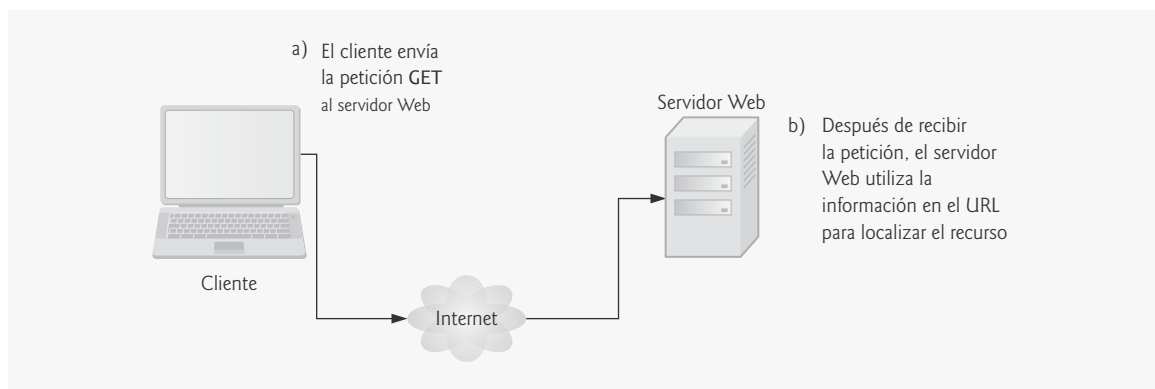 a) El cliente envía
la petición GET
al servidor Web
Servidor Web
b) Después de recibir
la petición, el servidor
Web utiliza la
información en el URL
para localizar el recurso
Cliente
Internet